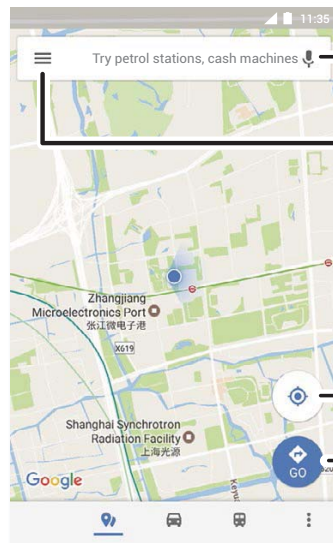 11:35
Try petrol stations, cash machines
Zhangjiang
Microelectronics Port
张江微电子港
X619
Shanghai Synchrotron
Radiation Facility
上海光源
GO
Google